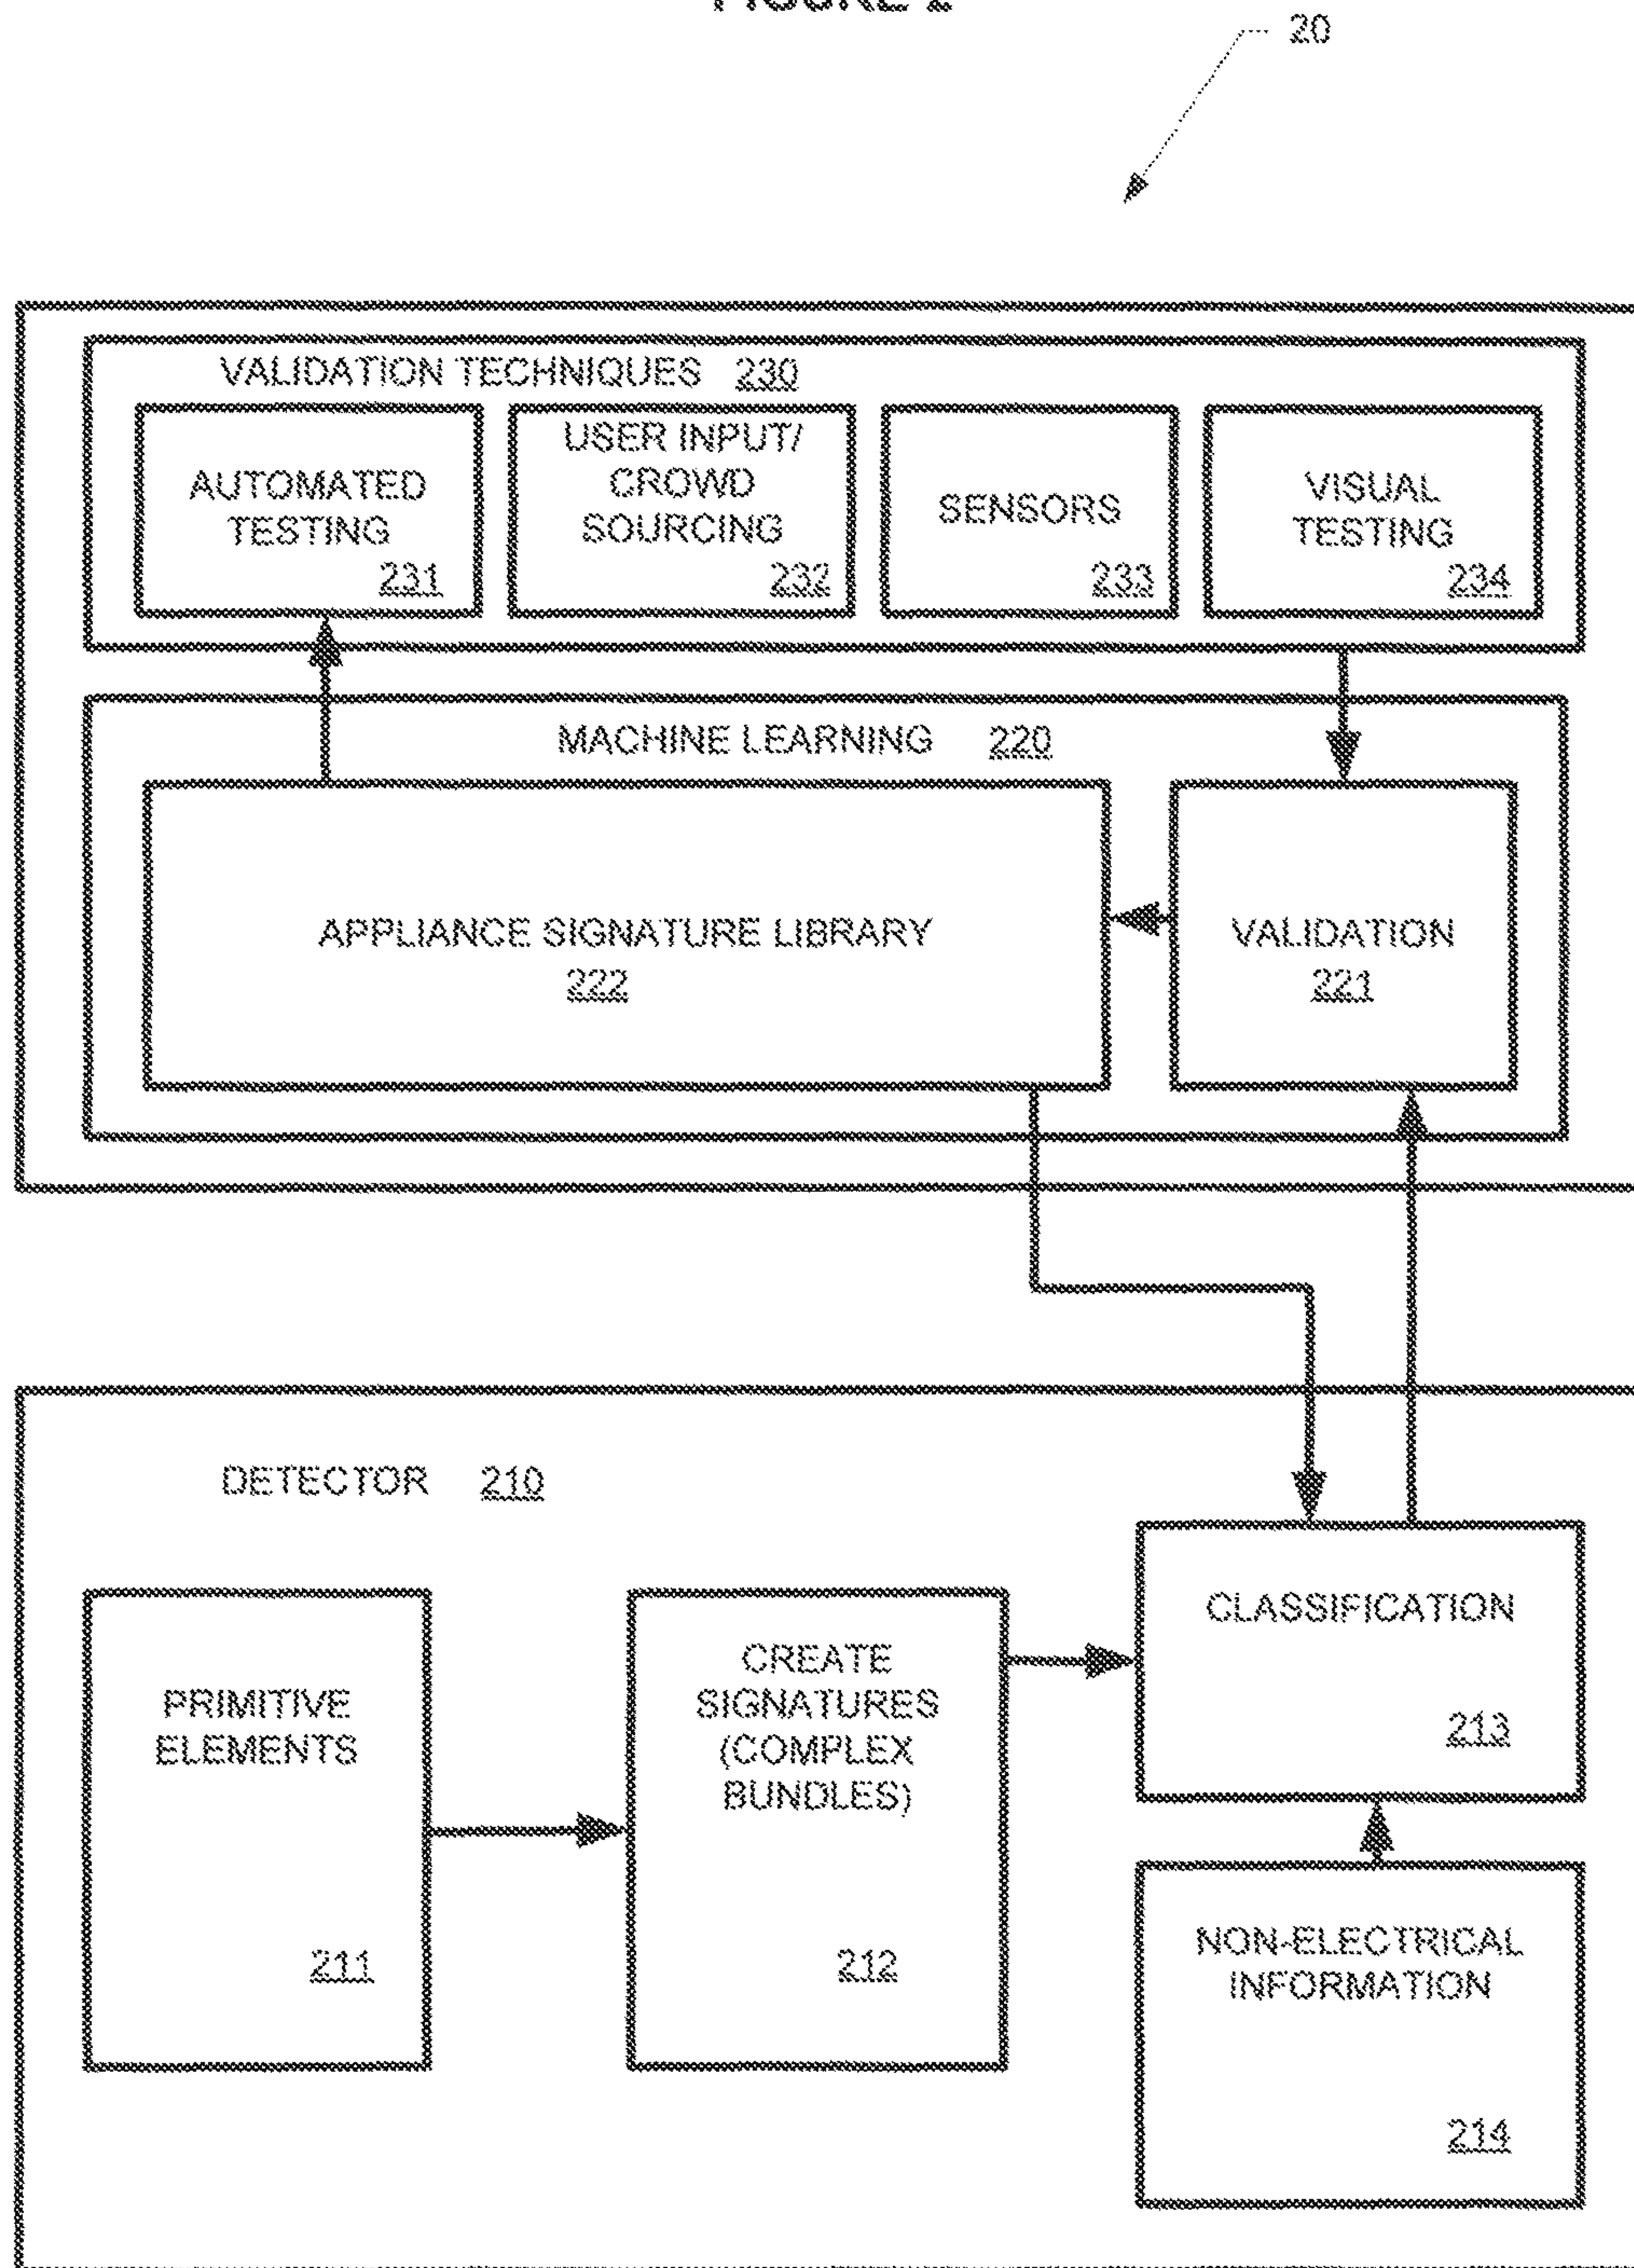 FIGURE 2
20
VALIDATION TECHNIQUES 230
AUTOMATED
TESTING
231
USER INPUT/
CROWD
SOURCING
232
SENSORS
233
VISUAL
TESTING
234
MACHINE LEARNING 220
APPLIANCE SIGNATURE LIBRARY
222
VALIDATION
221
DETECTOR 210
PRIMITIVE
ELEMENTS
211
CREATE
SIGNATURES
(COMPLEX
BUNDLES)
212
CLASSIFICATION
213
NON-ELECTRICAL
INFORMATION
214